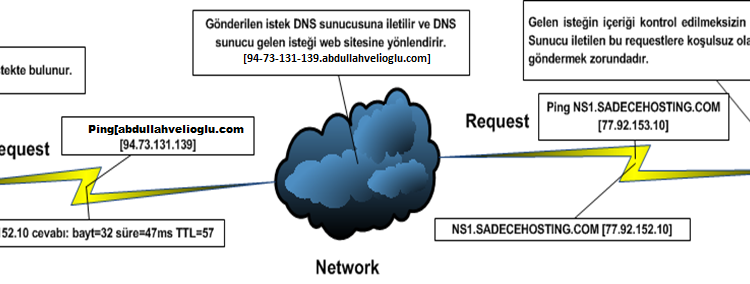 Gönderilen istek DNS sunucusuna iletilir ve DNS
sunucu gelen isteği web sitesine yönlendirir.
[94-73-131-139.abdullahvelioglu.com]
Gelen isteğin içeriği kontrol edilmeksizin
Sunucu iletilen bu requestlere koşulsuz ola
göndermek zorundadır.
tekte bulunur.
Ping[abdullahvelioglu.com
[94.73.131.139]
equest
Request
Ping NS1.SADECEHOSTING.COM
[77.92.153.10]
152.10 cevabı: bayt=32 süre=47ms TTL=57
NS1.SADECEHOSTING.COM [77.92.152.10]
Network